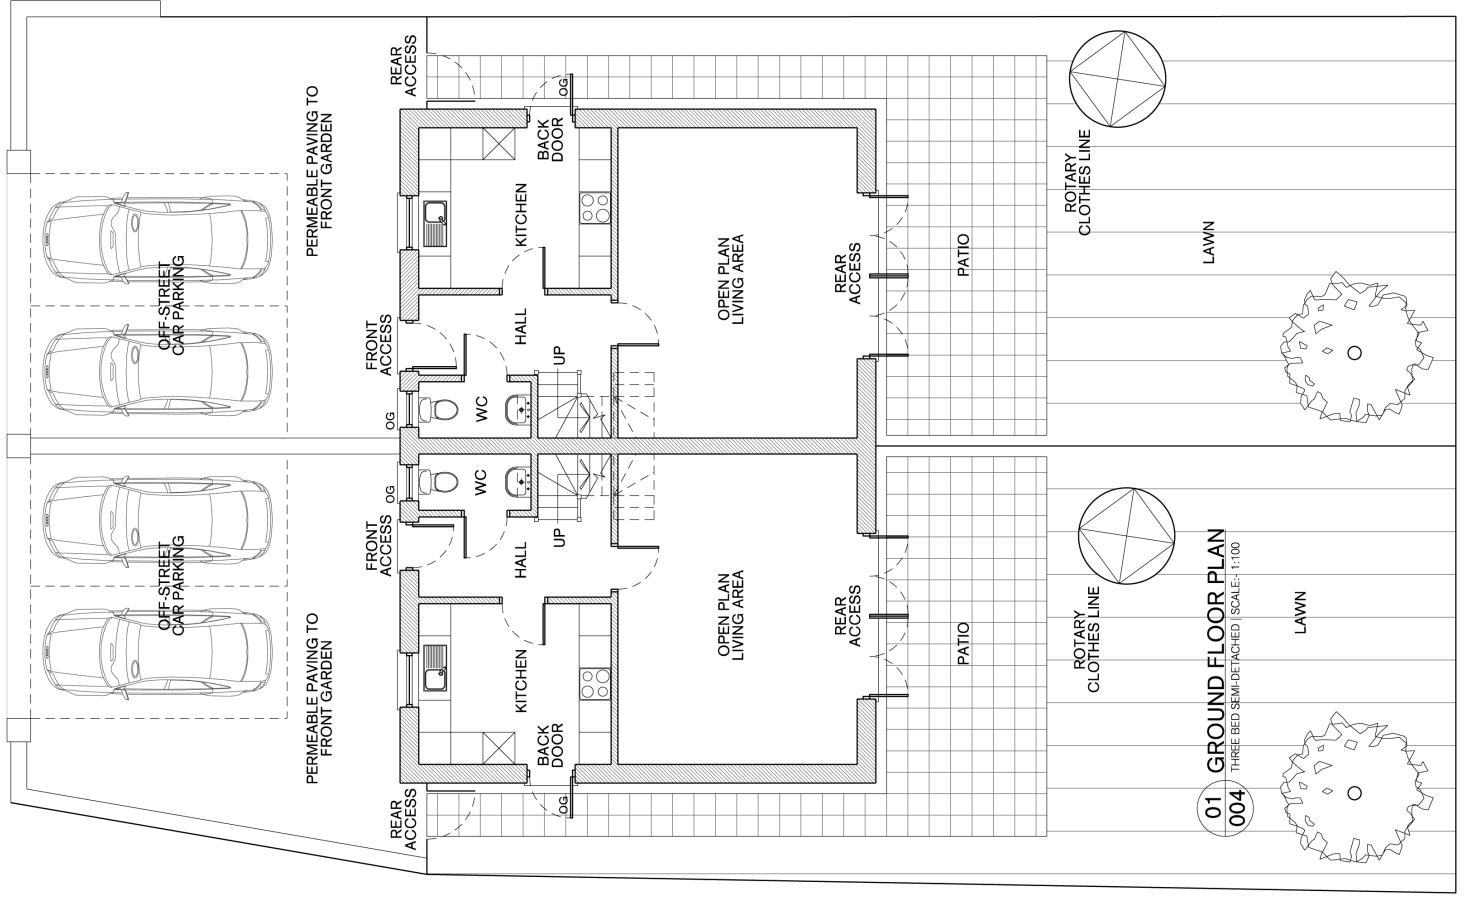 REAR
ACCESS
OG
PERMEABLE PAVING TO
FRONT GARDEN
BACK
DOOR
KITCHEN
OFF-STREET
CAR PARKING
FRONT
ACCESS
HALL
UP
OG
WC
OPEN PLAN
LIVING AREA
REAR
ACCESS
PATIO
ROTARY
CLOTHES LINE
LAWN
OG
WC
FRONT
ACCESS
HALL
UP
OFF-STREET
CAR PARKING
PERMEABLE PAVING TO
FRONT GARDEN
KITCHEN
BACK
DOOR
OG
REAR
ACCESS
OPEN PLAN
LIVING AREA
REAR
ACCESS
PATIO
ROTARY
CLOTHES LINE
LAWN
01
004
GROUND FLOOR PLAN
THREE BED SEMI-DETACHED | SCALE:- 1:100